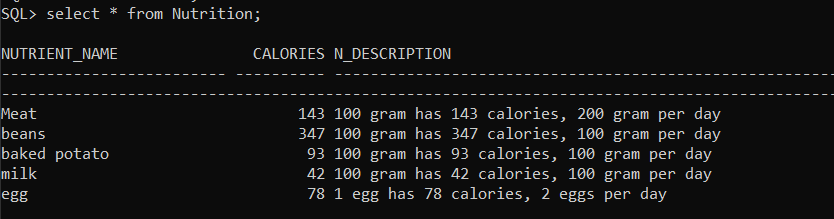 SQL> select * from Nutrition;
NUTRIENT_NAME CALORIES N_DESCRIPTION
------------------------- ---------- -------------------------------------------------------
--------------------------------------------------------------------------------------------
Meat 143 100 gram has 143 calories, 200 gram per day
beans 347 100 gram has 347 calories, 100 gram per day
baked potato 93 100 gram has 93 calories, 100 gram per day
milk 42 100 gram has 42 calories, 100 gram per day
egg 78 1 egg has 78 calories, 2 eggs per day